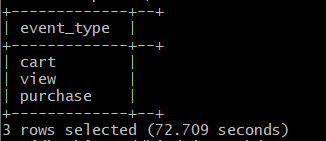 +-------------+--+
| event_type  |
+-------------+--+
| cart        |
| view        |
| purchase    |
+-------------+--+
3 rows selected (72.709 seconds)